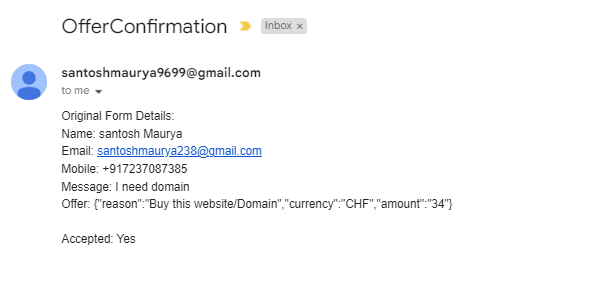 OfferConfirmation
Inbox ×
santoshmaurya9699@gmail.com
to me
Original Form Details:
Name: santosh Maurya
Email: santoshmaurya238@gmail.com
Mobile: +917237087385
Message: I need domain
Offer: {"reason":"Buy this website/Domain","currency":"CHF","amount":"34"}
Accepted: Yes